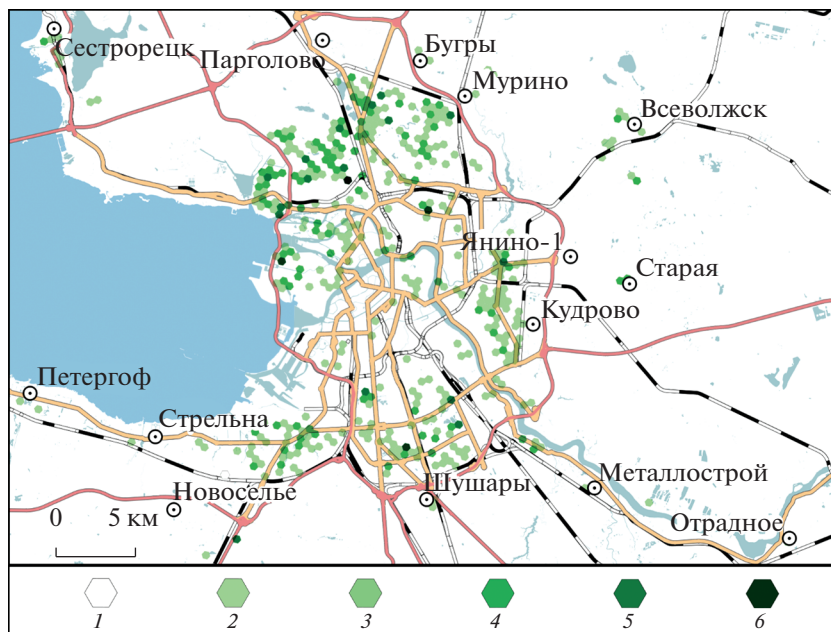 Сестрорецк
Парголово
Бугры
Мурино
Всеволжск
Янино-1
Старая
Кудрово
Петергоф
Стрельна
Новоселье
Шушары
Металлострой
Отрадное
0 5 км
1 2 3 4 5 6